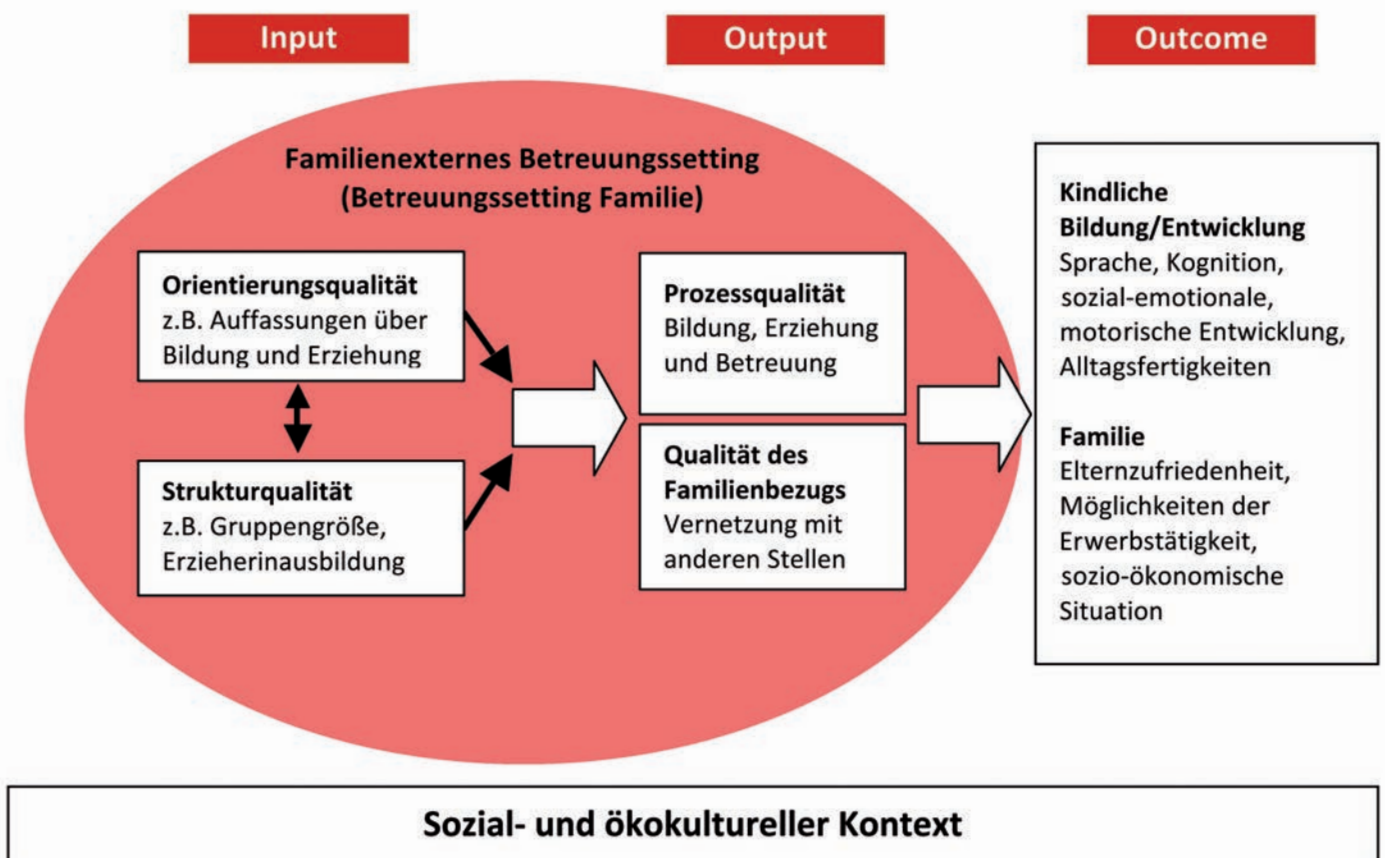 Input
Output
Outcome
Familienexternes Betreuungssetting
(Betreuungssetting Familie)
Orientierungsqualität
z.B. Auffassungen über
Bildung und Erziehung
Strukturqualität
z.B. Gruppengröße,
Erzieherinausbildung
Prozessqualität
Bildung, Erziehung
und Betreuung
Qualität des
Familienbezugs
Vernetzung mit
anderen Stellen
Kindliche
Bildung/Entwicklung
Sprache, Kognition,
sozial-emotionale,
motorische Entwicklung,
Alltagsfertigkeiten
Familie
Elternzufriedenheit,
Möglichkeiten der
Erwerbstätigkeit,
sozio-ökonomische
Situation
Sozial- und ökokultureller Kontext